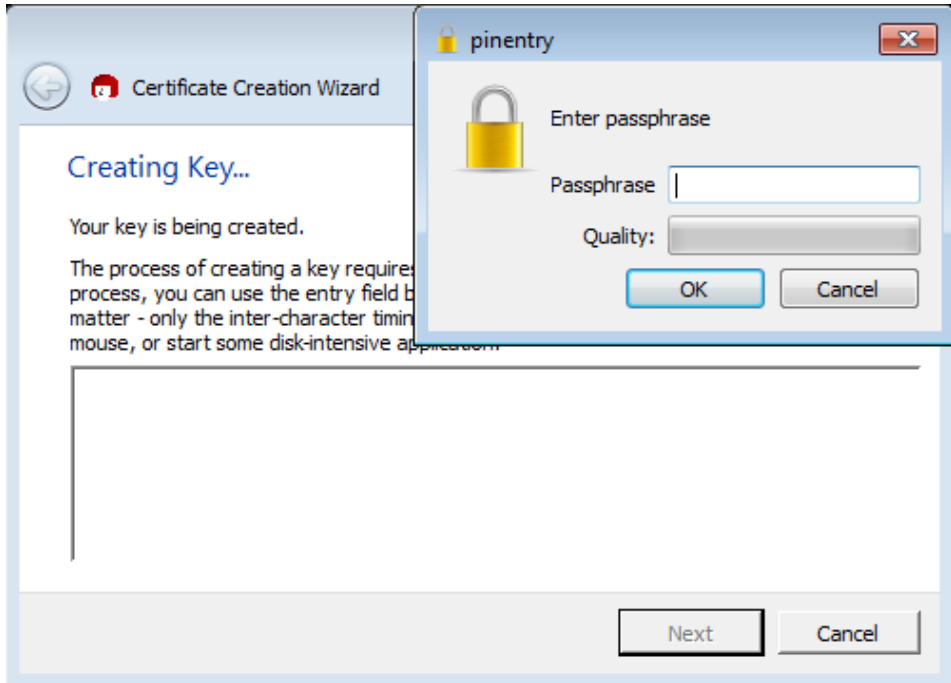 pinentry
Certificate Creation Wizard
Enter passphrase
Passphrase
Quality:
OK
Cancel
Creating Key...
Your key is being created.
The process of creating a key requires
process, you can use the entry field
matter - only the inter-character timin
mouse, or start some disk-intensive application.
Next
Cancel